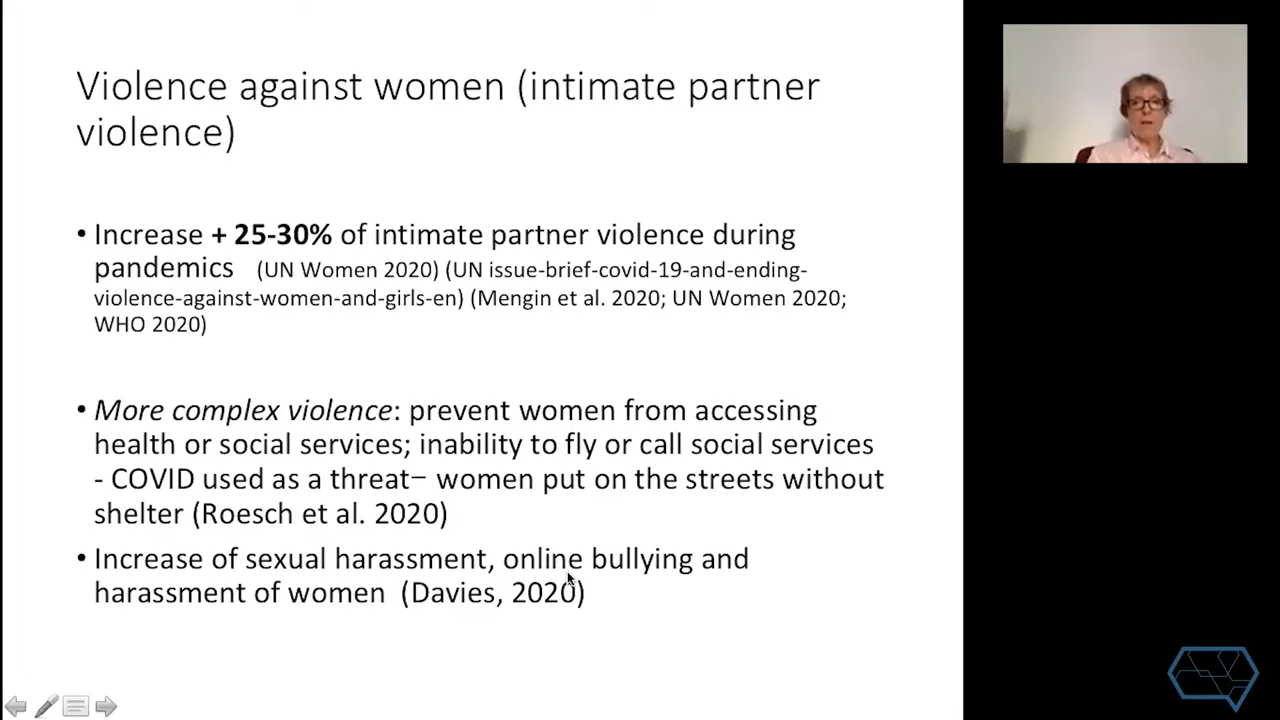 Violence against women (intimate partner
violence)
• Increase + 25-30% of intimate partner violence during
pandemics (UN Women 2020) (UN issue-brief-covid-19-and-ending-
violence-against-women-and-girls-en) (Mengin et al. 2020; UN Women 2020;
WHO 2020)
• More complex violence: prevent women from accessing
health or social services; inability to fly or call social services
- COVID used as a threat– women put on the streets without
shelter (Roesch et al. 2020)
• Increase of sexual harassment, online bullying and
harassment of women (Davies, 2020)